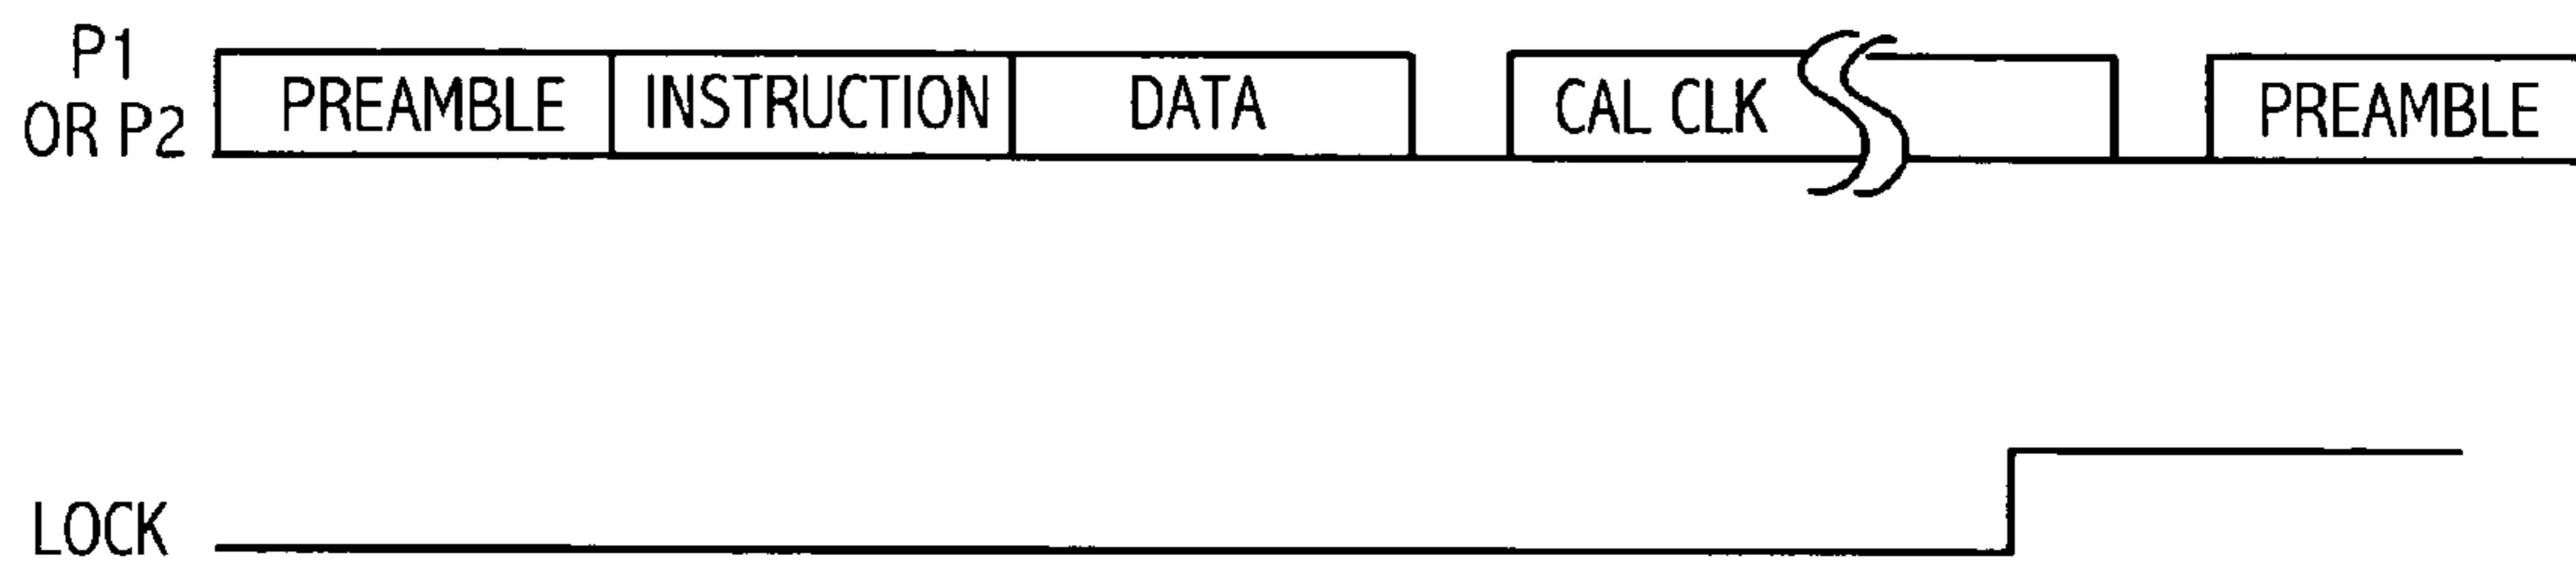 P1
OR P2
PREAMBLE INSTRUCTION DATA CAL CLK PREAMBLE
LOCK